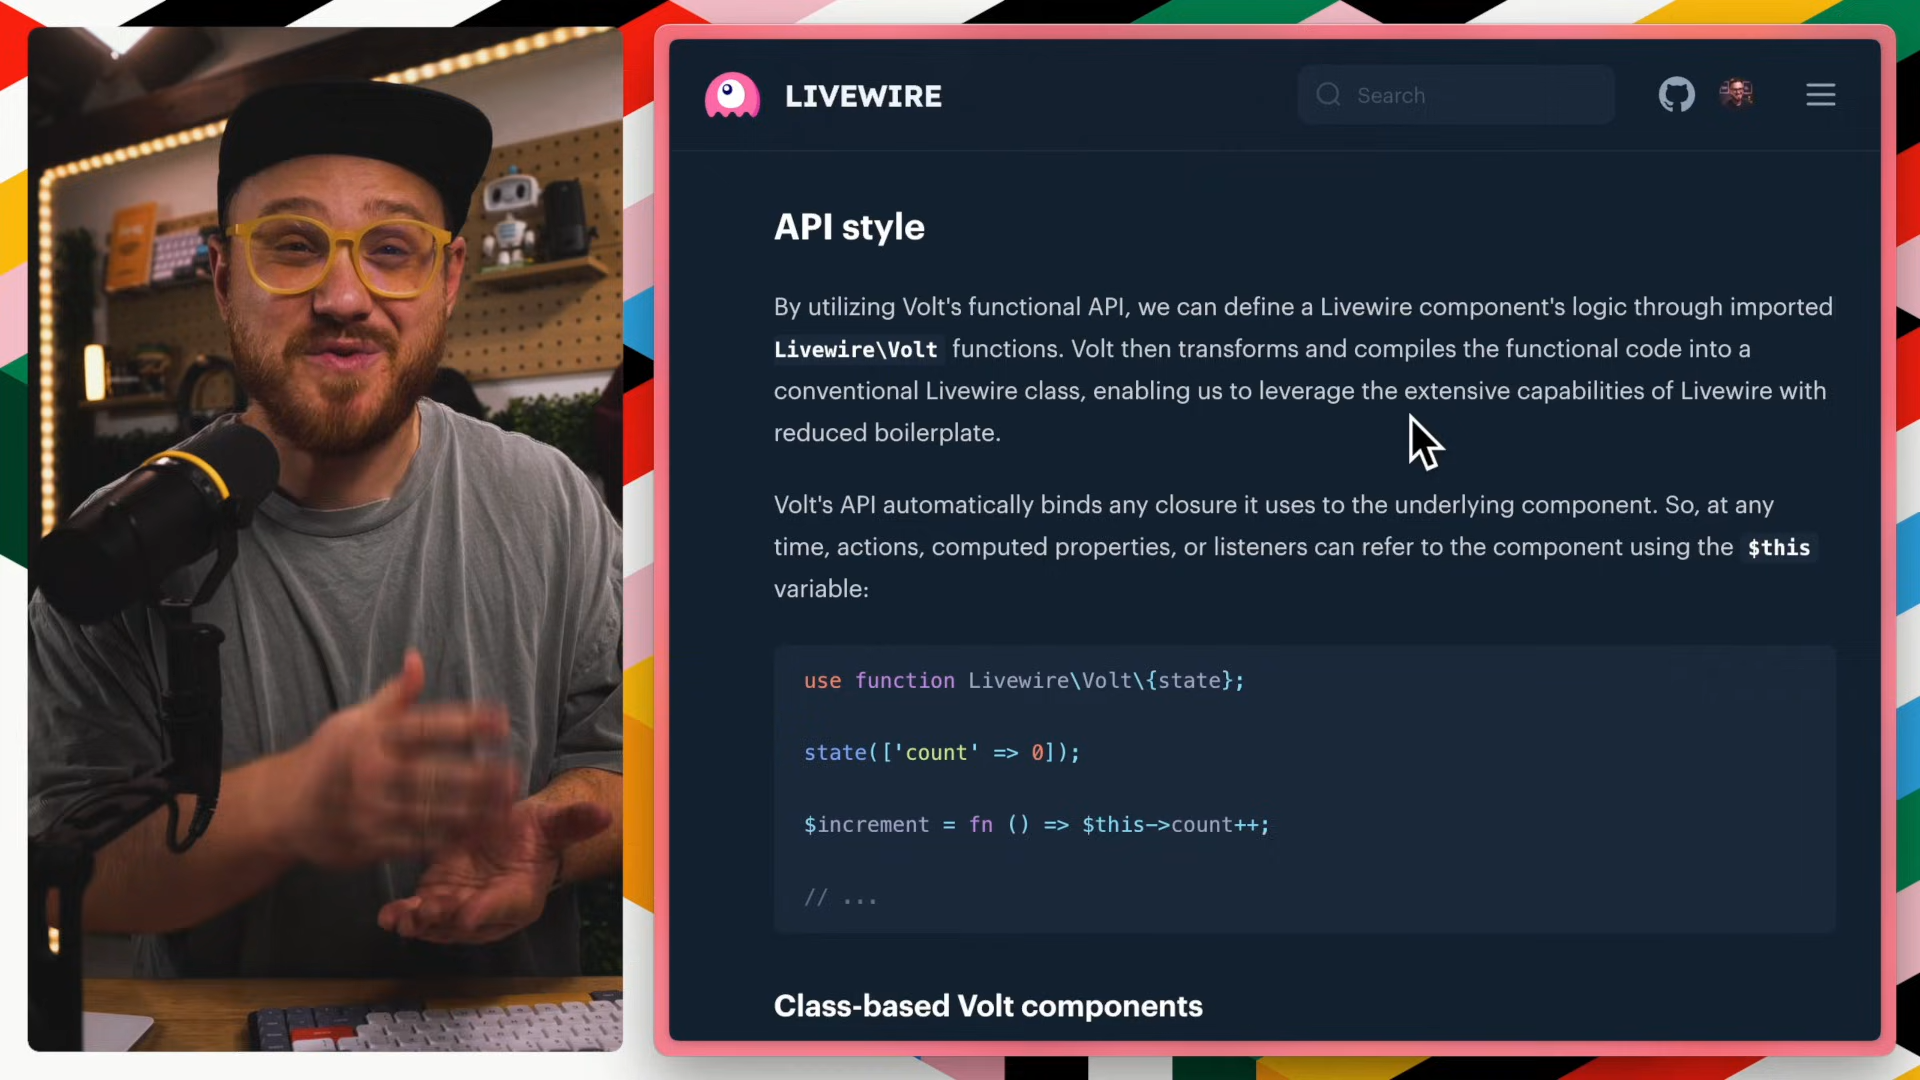 LIVEWIRE
Search
API style
By utilizing Volt's functional API, we can define a Livewire component's logic through imported
Livewire\Volt functions. Volt then transforms and compiles the functional code into a
conventional Livewire class, enabling us to leverage the extensive capabilities of Livewire with
reduced boilerplate.
Volt's API automatically binds any closure it uses to the underlying component. So, at any
time, actions, computed properties, or listeners can refer to the component using the $this
variable:
use function Livewire\Volt\{state};
state(['count' => 0]);
$increment = fn () => $this->count++;
// ...
Class-based Volt components